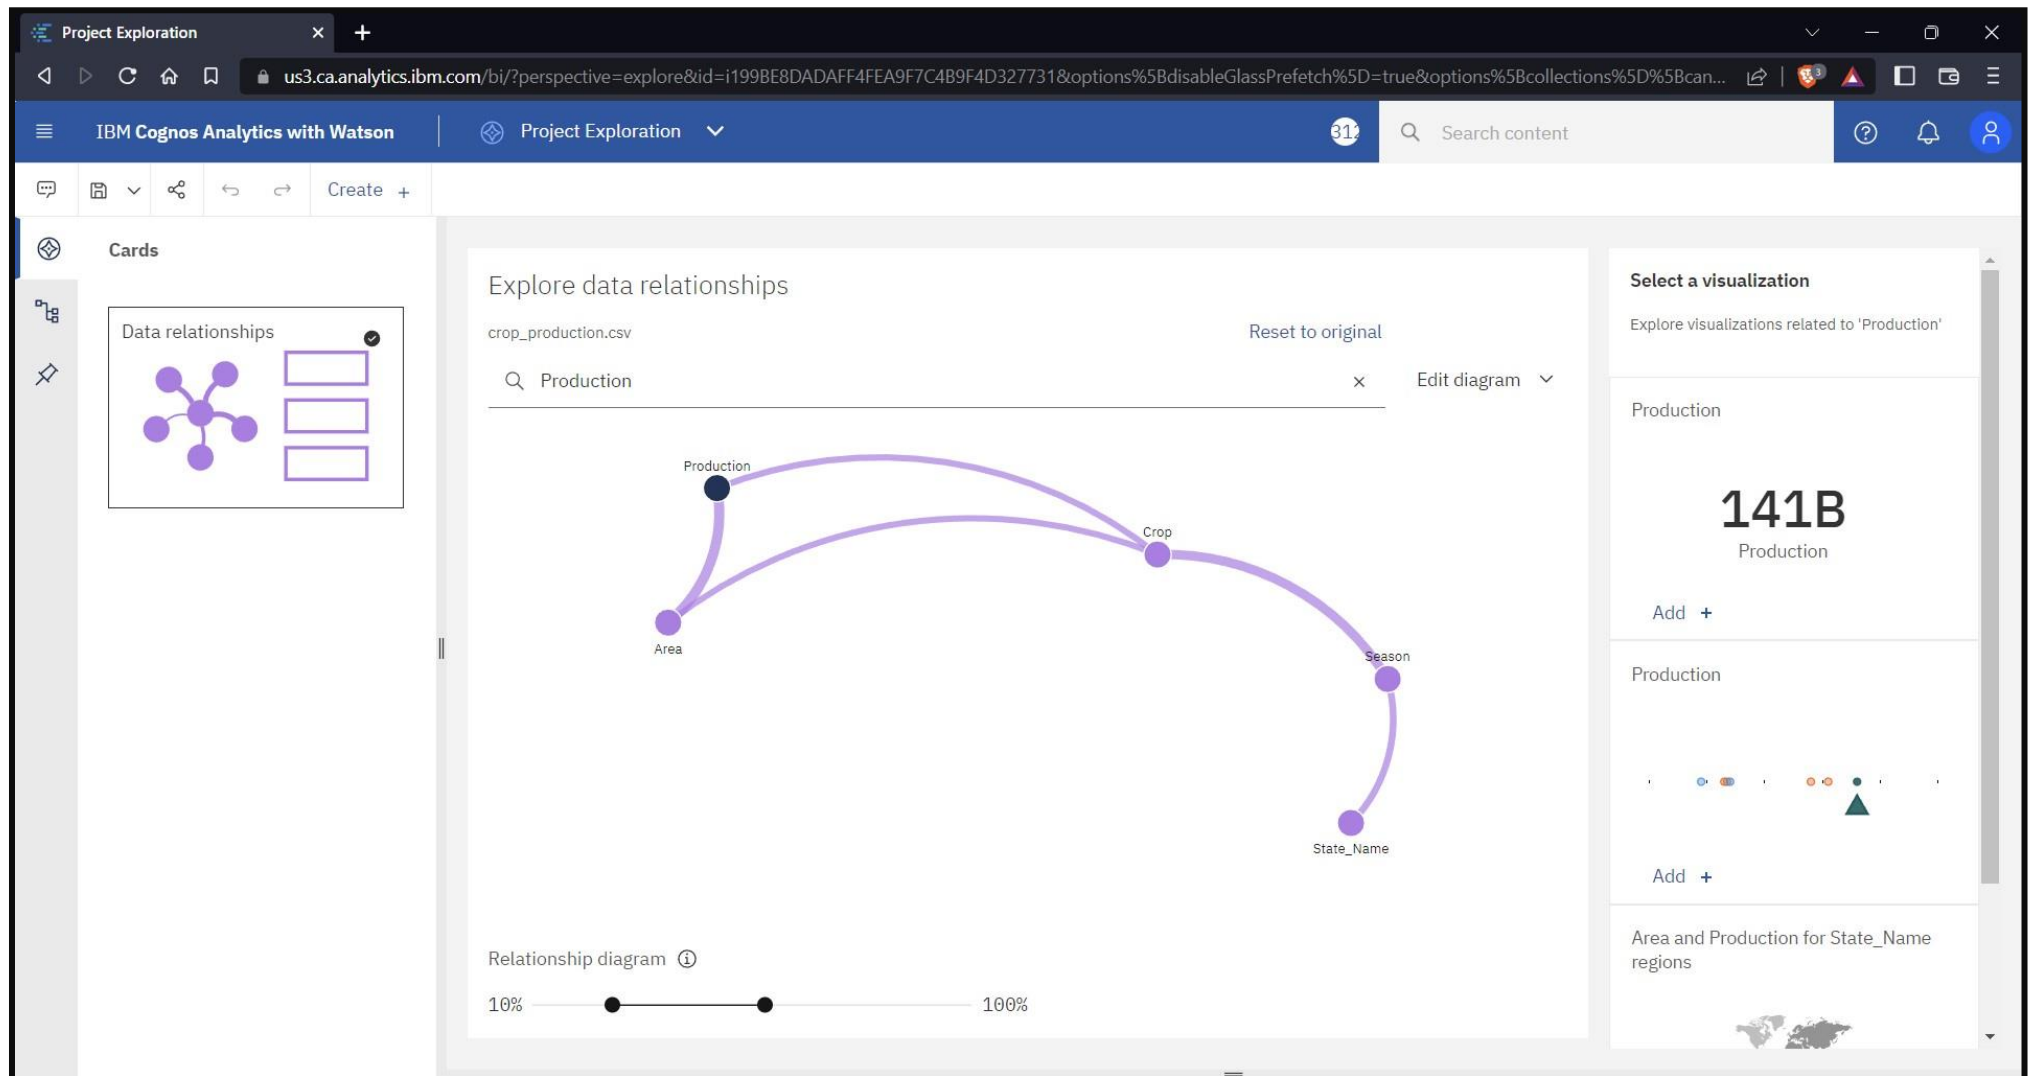 Project Exploration
us3.ca.analytics.ibm.com/bi/?perspective=explore&id=i199BE8DADAFF4FEA9F7C4B9F4D327731&options%5BdisableGlassPrefetch%5D=true&options%5Bcollections%5D%5Bcan...
3
IBM Cognos Analytics with Watson
Project Exploration
312
Search content
Create +
Cards
Data relationships
Explore data relationships
crop_production.csv
Reset to original
Production
Edit diagram
Production
Crop
Area
Season
State_Name
Relationship diagram
10%
100%
Select a visualization
Explore visualizations related to 'Production'
Production
141B
Production
Add +
Production
Add +
Area and Production for State_Name
regions